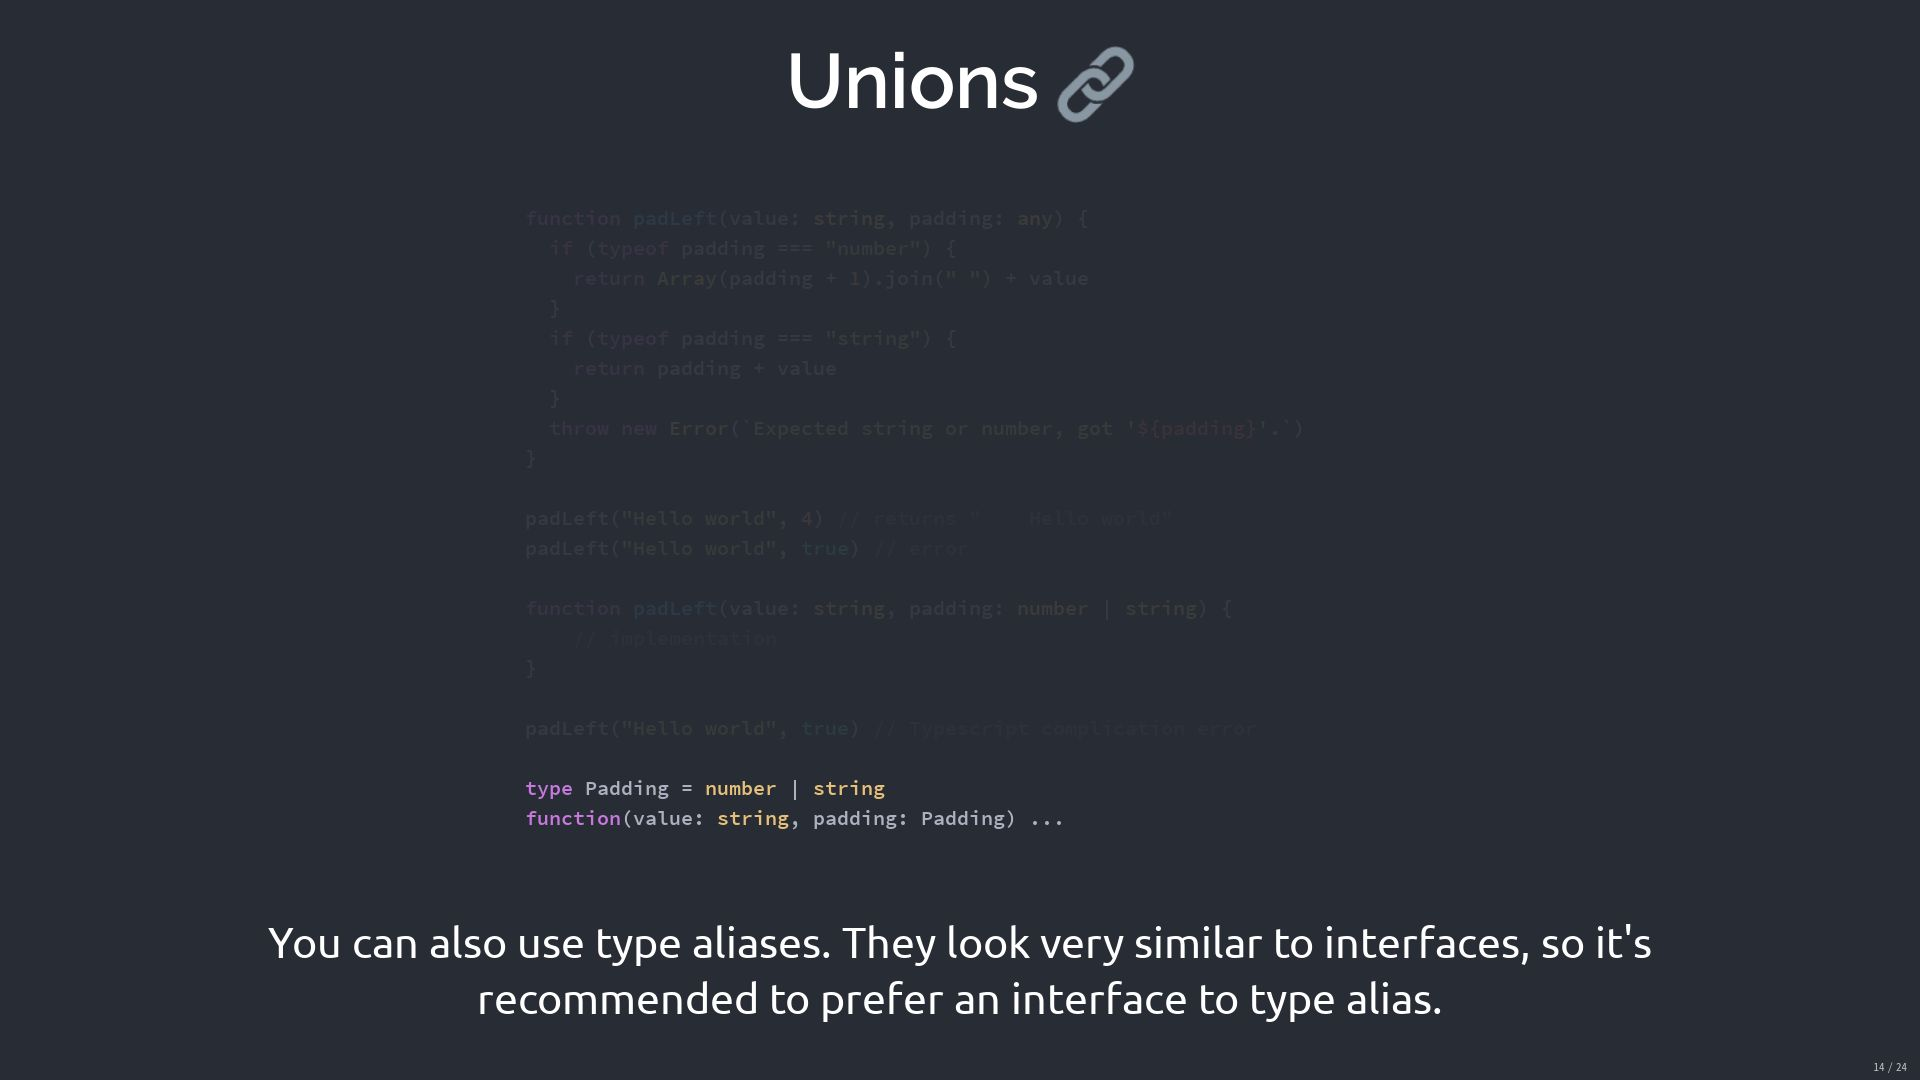 Unions 🔗
function padLeft(value: string, padding: any) {
  if (typeof padding === "number") {
    return Array(padding + 1).join(" ") + value
  }
  if (typeof padding === "string") {
    return padding + value
  }
  throw new Error(`Expected string or number, got '${padding}'.`)
}
padLeft("Hello world", 4) // returns "    Hello world"
padLeft("Hello world", true) // error
function padLeft(value: string, padding: number | string) {
    // implementation
}
padLeft("Hello world", true) // Typescript complication error
type Padding = number | string
function(value: string, padding: Padding) ...
You can also use type aliases. They look very similar to interfaces, so it's
recommended to prefer an interface to type alias.
14 / 24